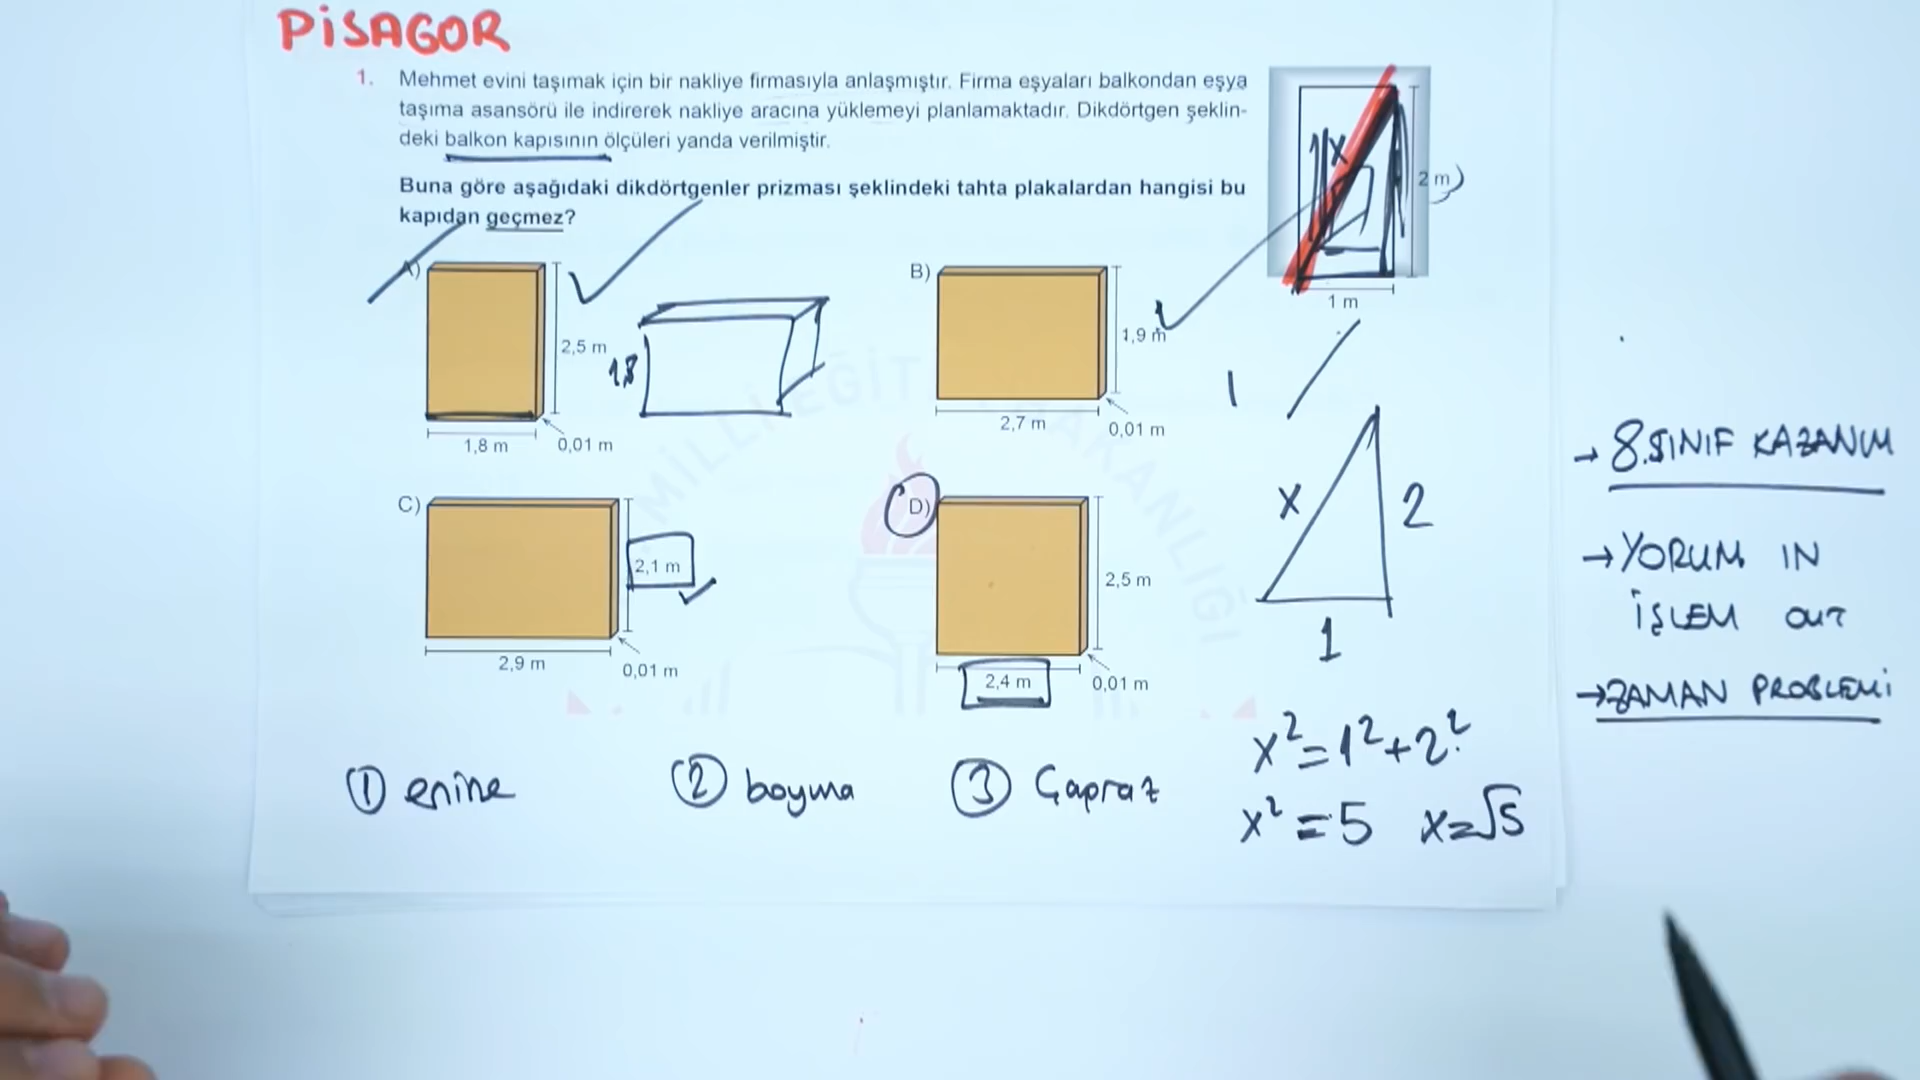 PİSAGOR
1. Mehmet evini taşımak için bir nakliye firmasıyla anlaşmıştır. Firma eşyaları balkondan eşya
taşıma asansörü ile indirerek nakliye aracına yüklemeyi planlamaktadır. Dikdörtgen şeklin-
deki balkon kapısının ölçüleri yanda verilmiştir.
Buna göre aşağıdaki dikdörtgenler prizması şeklindeki tahta plakalardan hangisi bu
kapıdan geçmez?
x
2 m
1 m
A)
2,5 m
1,8 m
0,01 m
1,8
B)
1,9 m
2,7 m
0,01 m
C)
2,1 m
2,9 m
0,01 m
D)
2,5 m
2,4 m
0,01 m
MİLLİ EĞİT AKANLIĞI
x
2
1
① enine
② boyuna
③ Çapraz
x²=1²+2²
x²=5 x=√5
→ 8.SINIF KAZANIM
→ YORUM IN
İŞLEM OUT
→ ZAMAN PROBLEMİ